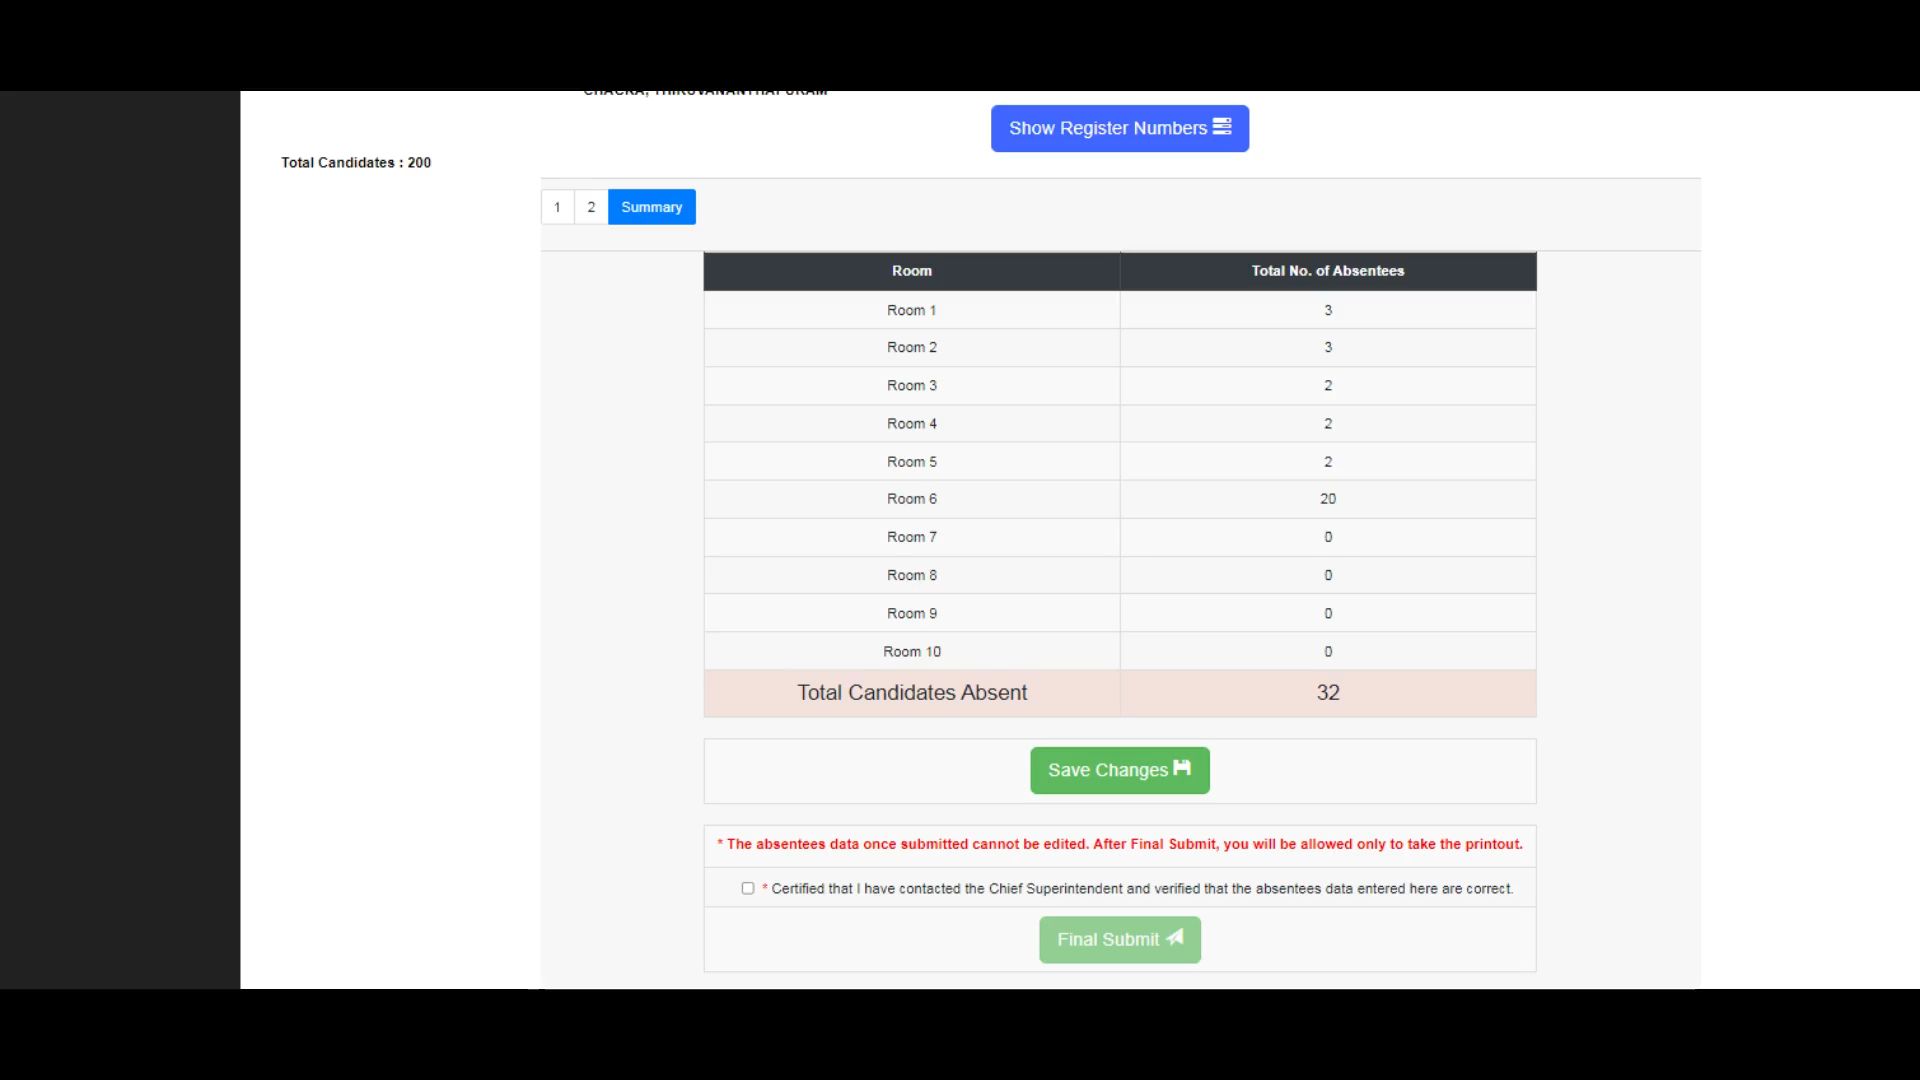 CHACKA, THIRUVANANTHAPURAM
Show Register Numbers
Total Candidates : 200
1 2 Summary
Room Total No. of Absentees
Room 1 3
Room 2 3
Room 3 2
Room 4 2
Room 5 2
Room 6 20
Room 7 0
Room 8 0
Room 9 0
Room 10 0
Total Candidates Absent 32
Save Changes
* The absentees data once submitted cannot be edited. After Final Submit, you will be allowed only to take the printout.
* Certified that I have contacted the Chief Superintendent and verified that the absentees data entered here are correct.
Final Submit